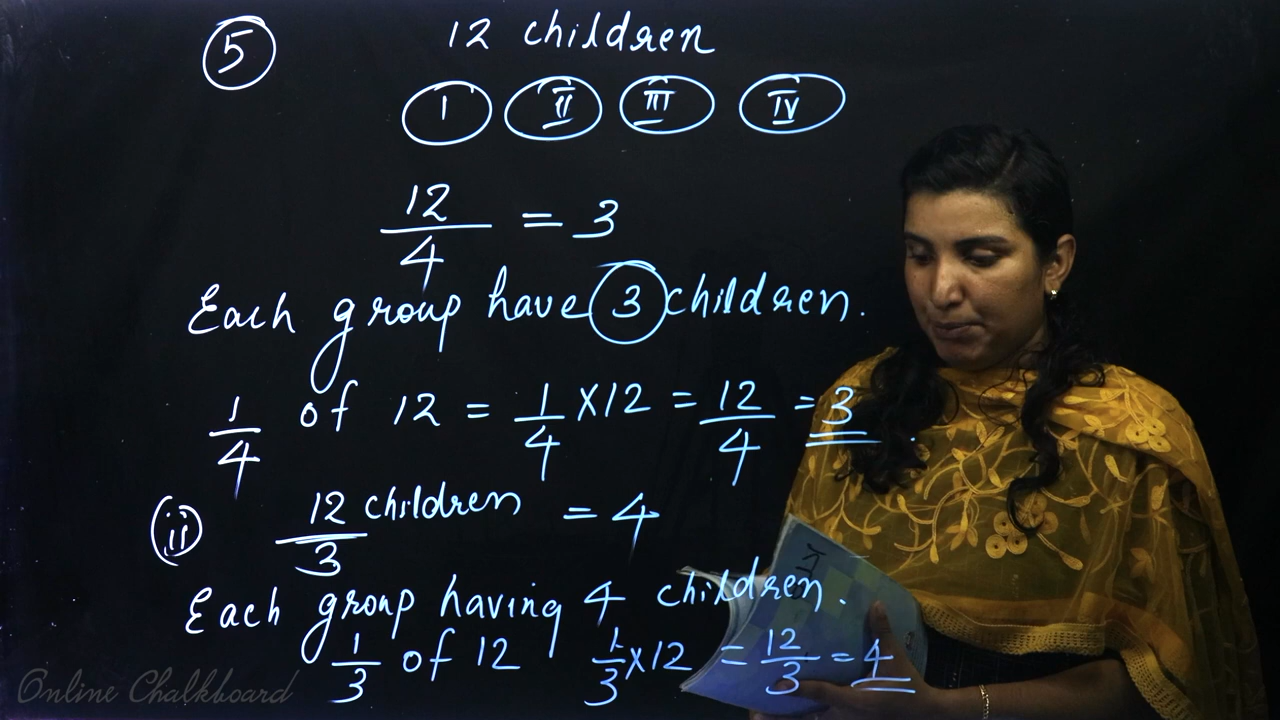 5
12 children
I II III IV
12/4 = 3
Each group have 3 children.
1/4 of 12 = 1/4 × 12 = 12/4 = 3.
ii 12/3 children = 4
Each group having 4 children.
1/3 of 12 1/3 × 12 = 12/3 = 4
Online Chalkboard